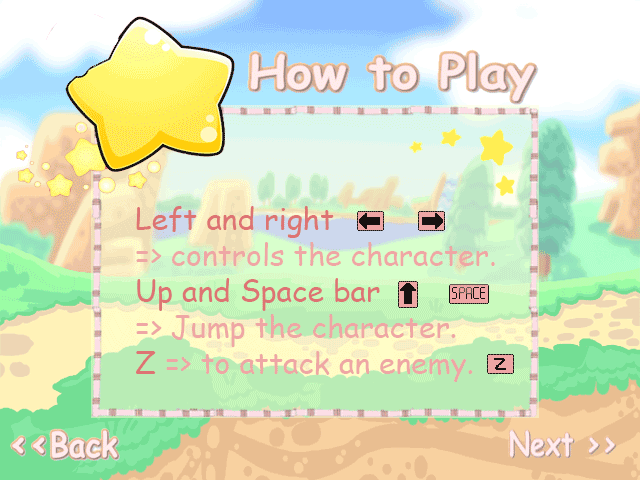 How to Play
Left and right
=> controls the character.
Up and Space bar SPACE
=> Jump the character.
Z => to attack an enemy. Z
<<Back
Next >>